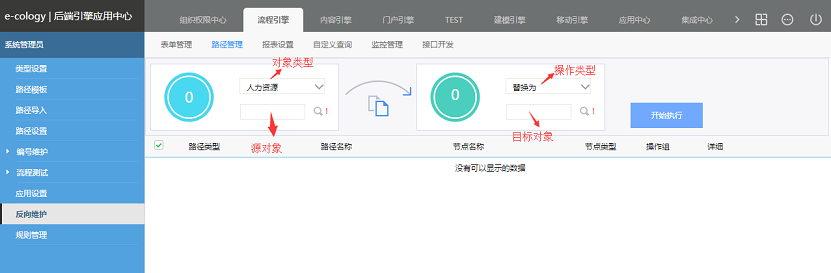 e-cology | 后端引擎应用中心
组织权限中心 流程引擎 内容引擎 门户引擎 TEST 建模引擎 移动引擎 应用中心 集成中心
系统管理员
表单管理 路径管理 报表设置 自定义查询 监控管理 接口开发
类型设置
路径模板
路径导入
路径设置
编号维护
流程测试
应用设置
反向维护
规则管理
对象类型
0
人力资源
!
源对象
操作类型
0
替换为
!
目标对象
开始执行
路径类型 路径名称 节点名称 节点类型 操作组 详细
没有可以显示的数据